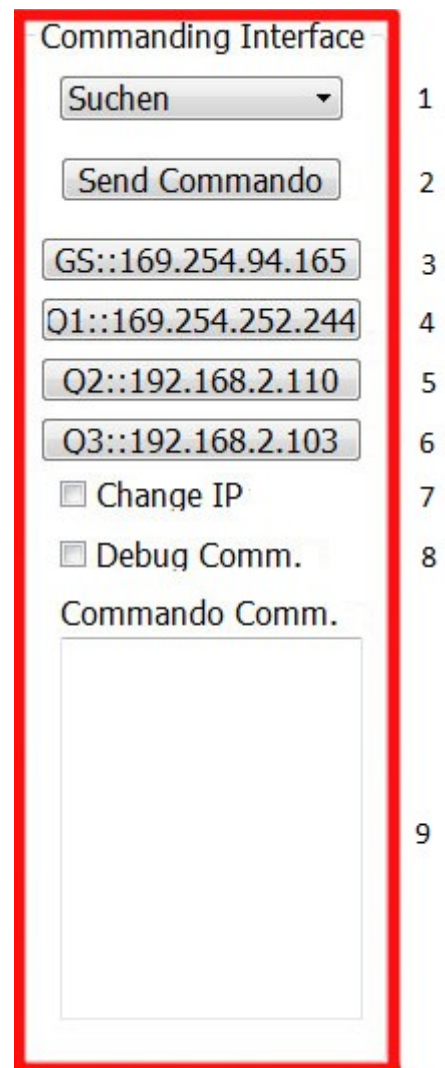 Commanding Interface
Suchen 1
Send Commando 2
GS::169.254.94.165 3
Q1::169.254.252.244 4
Q2::192.168.2.110 5
Q3::192.168.2.103 6
Change IP 7
Debug Comm. 8
Commando Comm.
9